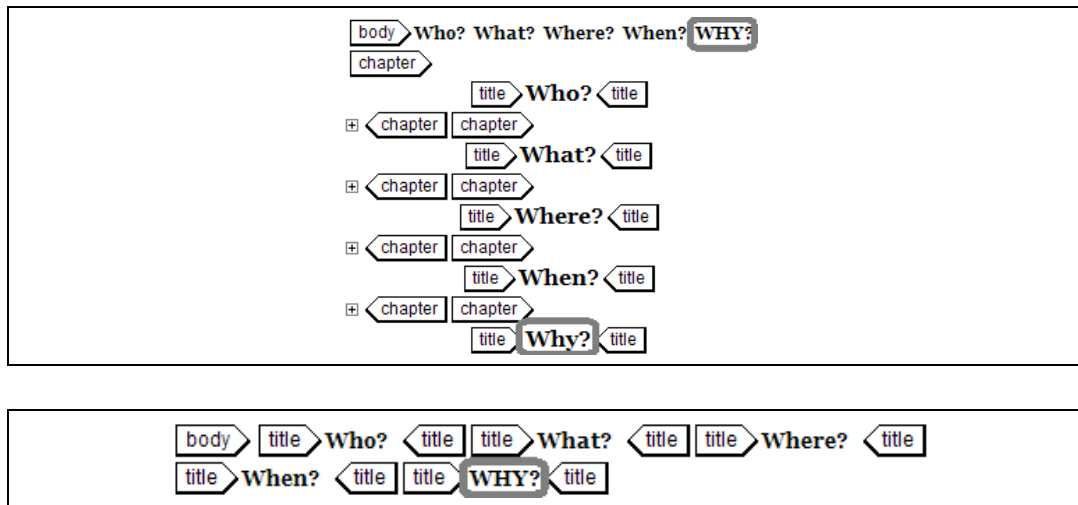 body Who? What? Where? When? WHY?
chapter
title Who? title
chapter chapter
title What? title
chapter chapter
title Where? title
chapter chapter
title When? title
chapter chapter
title Why? title
body title Who? title title What? title title Where? title
title When? title title WHY? title